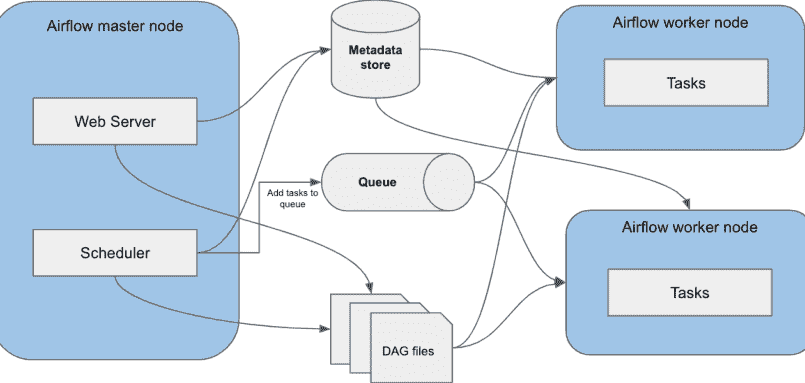 Airflow master node
Web Server
Scheduler
Metadata
store
Add tasks to
queue
Queue
DAG files
Airflow worker node
Tasks
Airflow worker node
Tasks